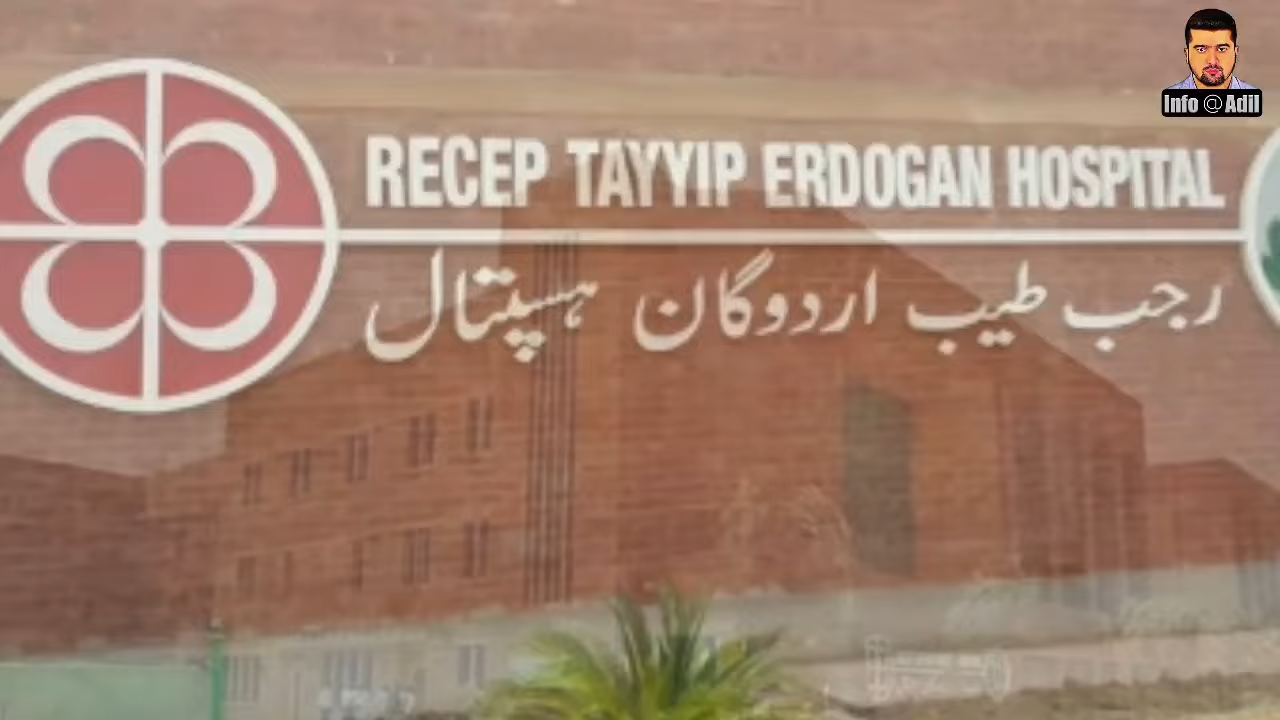 RECEP TAYYIP ERDOGAN HOSPITAL
رجب طیب اردوگان ہسپتال
Info @ Adil